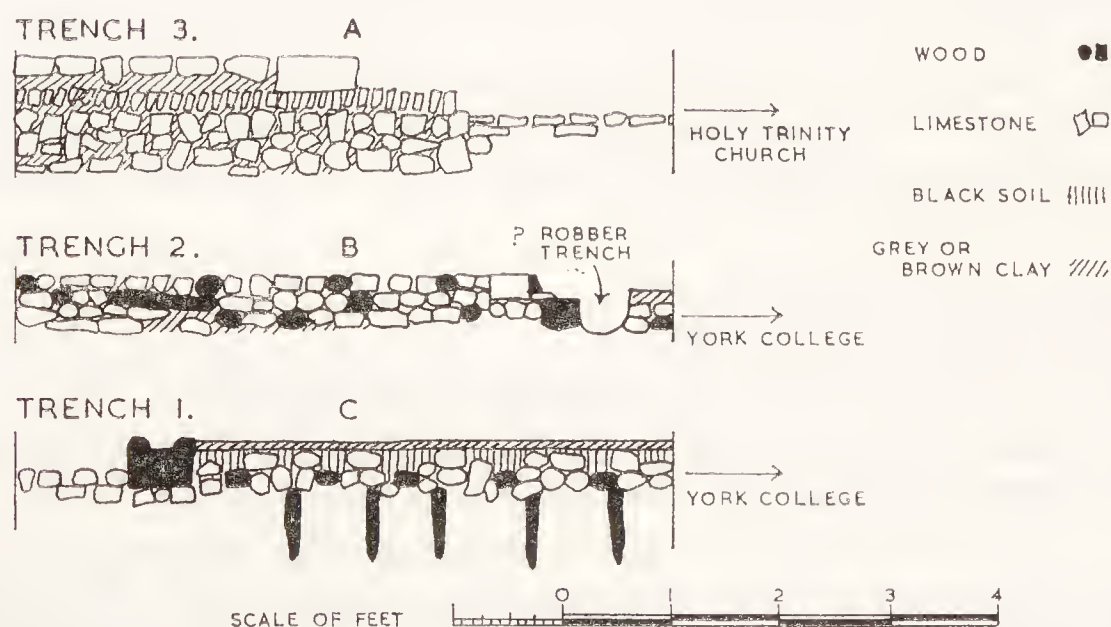 TRENCH 3.
A
HOLY TRINITY
CHURCH
WOOD
LIMESTONE
BLACK SOIL
GREY OR
BROWN CLAY
TRENCH 2.
B
? ROBBER
TRENCH
YORK COLLEGE
TRENCH 1.
C
YORK COLLEGE
SCALE OF FEET
0 1 2 3 4